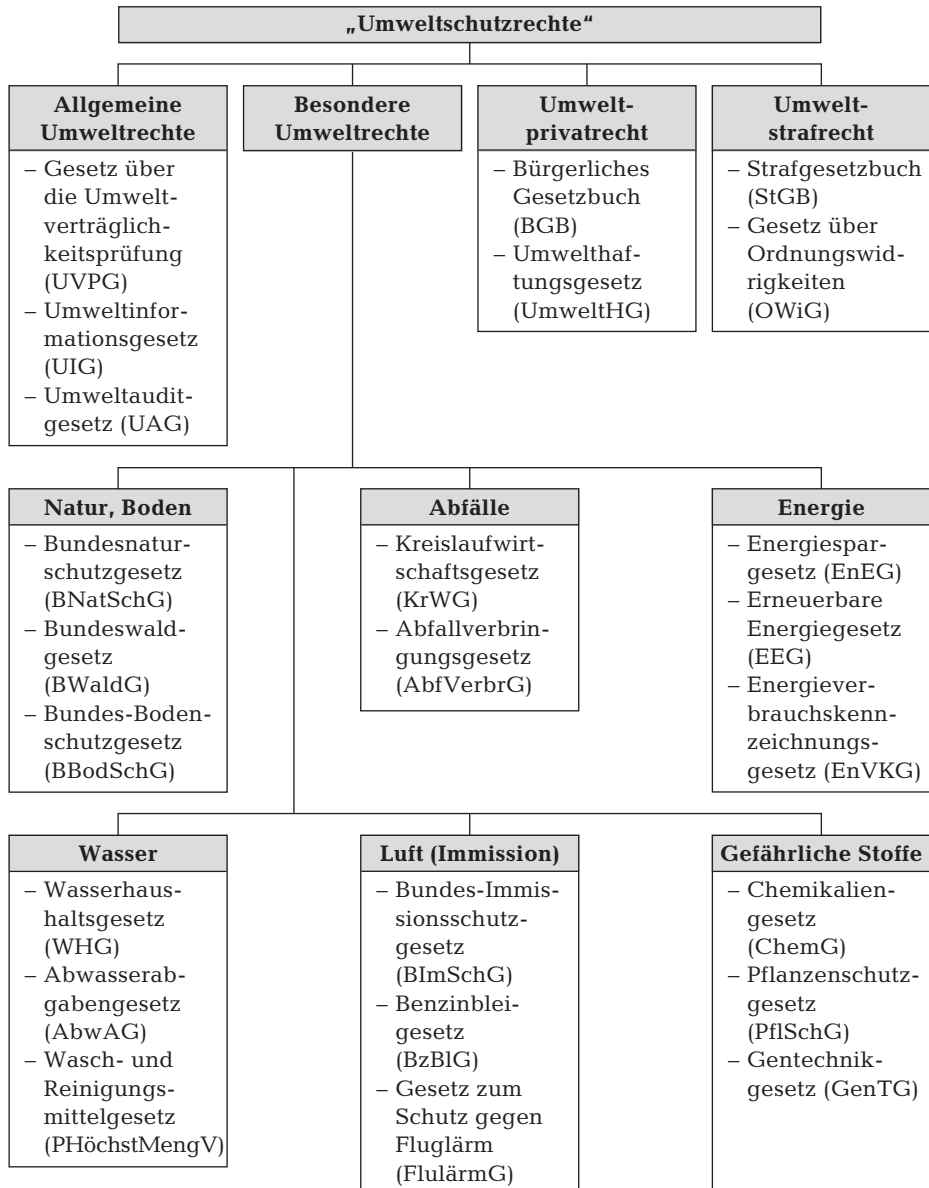 „Umweltschutzrechte“
Allgemeine
Umweltrechte
– Gesetz über
die Umwelt-
verträglich-
keitsprüfung
(UVPG)
– Umweltinfor-
mationsgesetz
(UIG)
– Umweltaudit-
gesetz (UAG)
Besondere
Umweltrechte
Umwelt-
privatrecht
– Bürgerliches
Gesetzbuch
(BGB)
– Umwelthaf-
tungsgesetz
(UmweltHG)
Umwelt-
strafrecht
– Strafgesetzbuch
(StGB)
– Gesetz über
Ordnungswid-
rigkeiten
(OWiG)
Natur, Boden
– Bundesnatur-
schutzgesetz
(BNatSchG)
– Bundeswald-
gesetz
(BWaldG)
– Bundes-Boden-
schutzgesetz
(BBodSchG)
Abfälle
– Kreislaufwirt-
schaftsgesetz
(KrWG)
– Abfallverbrin-
gungsgesetz
(AbfVerbrG)
Energie
– Energiespar-
gesetz (EnEG)
– Erneuerbare
Energiegesetz
(EEG)
– Energiever-
brauchskenn-
zeichnungs-
gesetz (EnVKG)
Wasser
– Wasserhaus-
haltsgesetz
(WHG)
– Abwasserab-
gabengesetz
(AbwAG)
– Wasch- und
Reinigungs-
mittelgesetz
(PHöchstMengV)
Luft (Immission)
– Bundes-Immis-
sionsschutz-
gesetz
(BImSchG)
– Benzinblei-
gesetz
(BzBlG)
– Gesetz zum
Schutz gegen
Fluglärm
(FlulärmG)
Gefährliche Stoffe
– Chemikalien-
gesetz
(ChemG)
– Pflanzenschutz-
gesetz
(PflSchG)
– Gentechnik-
gesetz (GenTG)